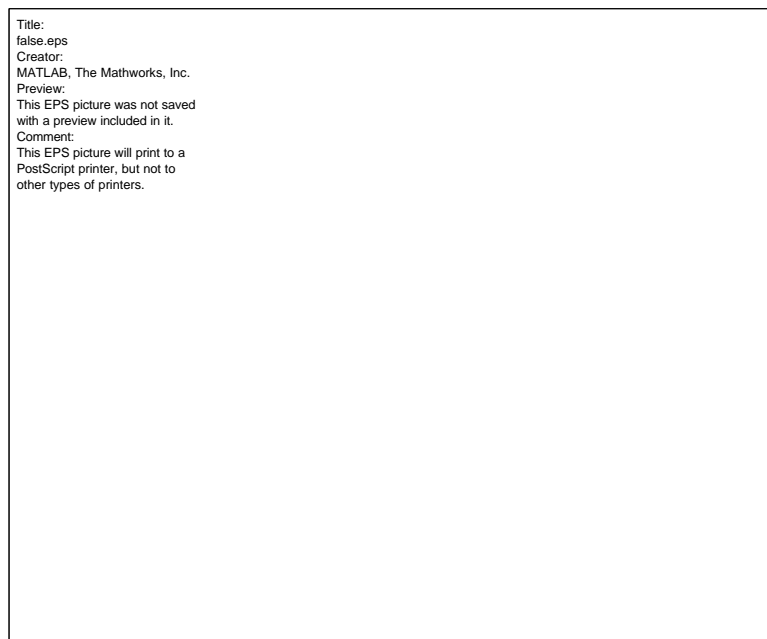 Title:
false.eps
Creator:
MATLAB, The Mathworks, Inc.
Preview:
This EPS picture was not saved
with a preview included in it.
Comment:
This EPS picture will print to a
PostScript printer, but not to
other types of printers.